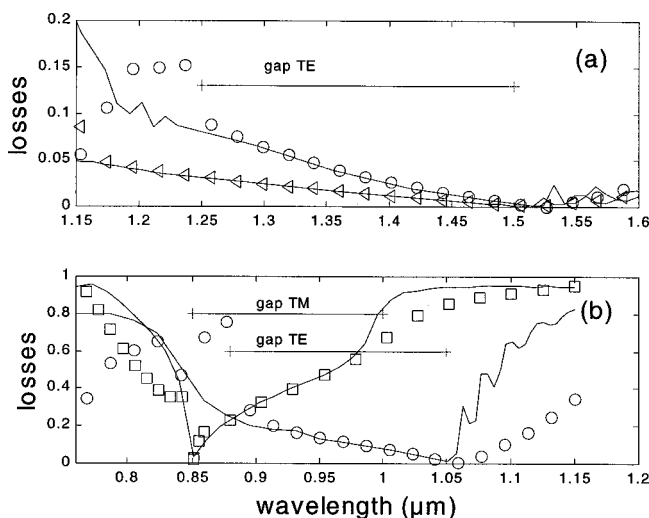 0.2
(a)
gap TE
0.15
0.1
losses
0.05
0
1.15 1.2 1.25 1.3 1.35 1.4 1.45 1.5 1.55 1.6
1
(b)
gap TM
0.8
gap TE
0.6
losses
0.4
0.2
0
0.8 0.85 0.9 0.95 1 1.05 1.1 1.15 1.2
wavelength (µm)